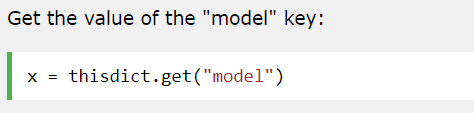 Get the value of the "model" key:
x = thisdict.get("model")